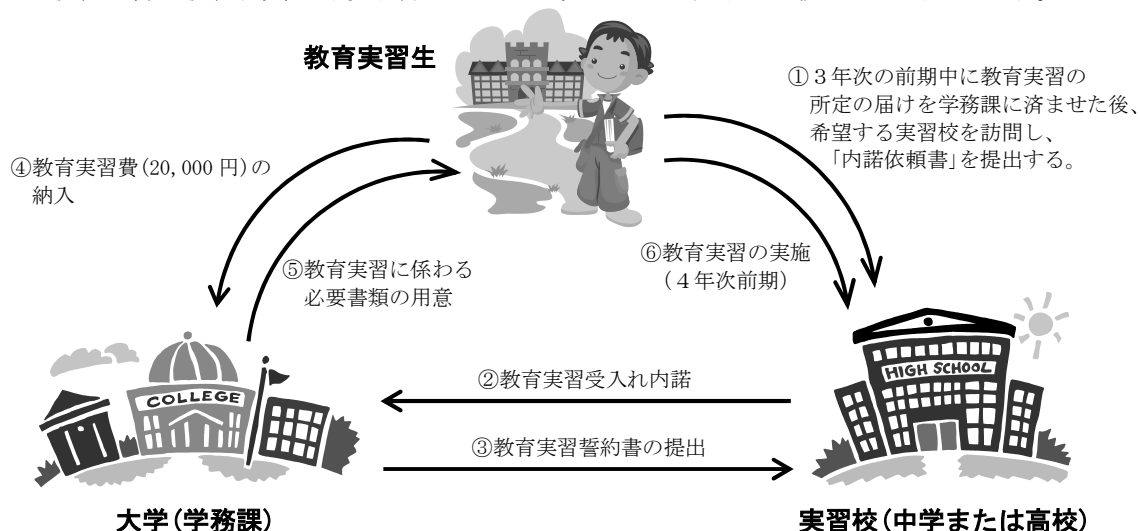 教育実習生
①３年次の前期中に教育実習の
所定の届けを学務課に済ませた後、
希望する実習校を訪問し、
「内諾依頼書」を提出する。
④教育実習費(20,000 円)の
納入
⑤教育実習に係わる
必要書類の用意
⑥教育実習の実施
(４年次前期)
②教育実習受入れ内諾
③教育実習誓約書の提出
COLLEGE
HIGH SCHOOL
大学(学務課)
実習校(中学または高校)